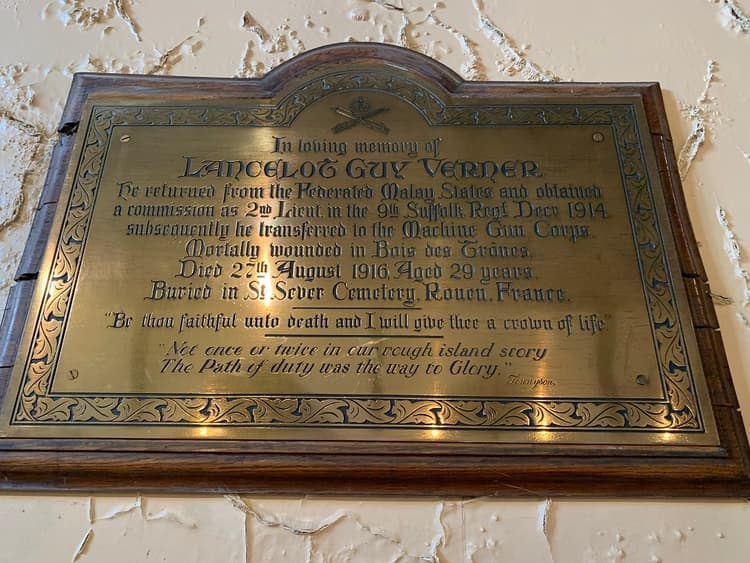 In loving memory of
LANCELOT GUY VERNER
He returned from the Federated Malay States and obtained
a commission as 2nd Lieut. in the 9th Suffolk Regt. Decr. 1914
subsequently he transferred to the Machine Gun Corps.
Mortally wounded in Bois des Trônes.
Died 27th August 1916, Aged 29 years.
Buried in St Sever Cemetery, Rouen, France.
"Be thou faithful unto death and I will give thee a crown of life"
"Not once or twice in our rough island story
The Path of duty was the way to Glory."
Tennyson.